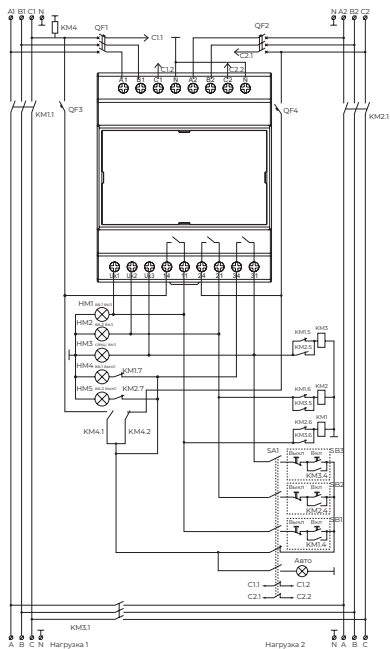 A1 B1 C1 N
KM4
QF1
C1.1
QF2
N A2 B2 C2
C1.2
C2.1
C2.2
A1 B1 C1 N A2 B2 C2 N
KM1.1
QF3
QF4
KM2.1
Ua1 Ua2 Ua3 14 11 24 21 34 31
HM1
HM2
HM3
HM4
KM1.7
HM5
KM2.7
KM4.1
KM4.2
KM1.5
KM3
KM2.5
KM1.6
KM2
KM3.5
KM2.6
KM1
KM3.6
SA1
SB3
Выкл Вкл
KM3.4
SB2
Выкл Вкл
KM2.4
SB1
Выкл Вкл
KM1.4
Авто
C1.1
C1.2
C2.1
C2.2
KM3.1
A B C N
Нагрузка 1
Нагрузка 2
N A B C